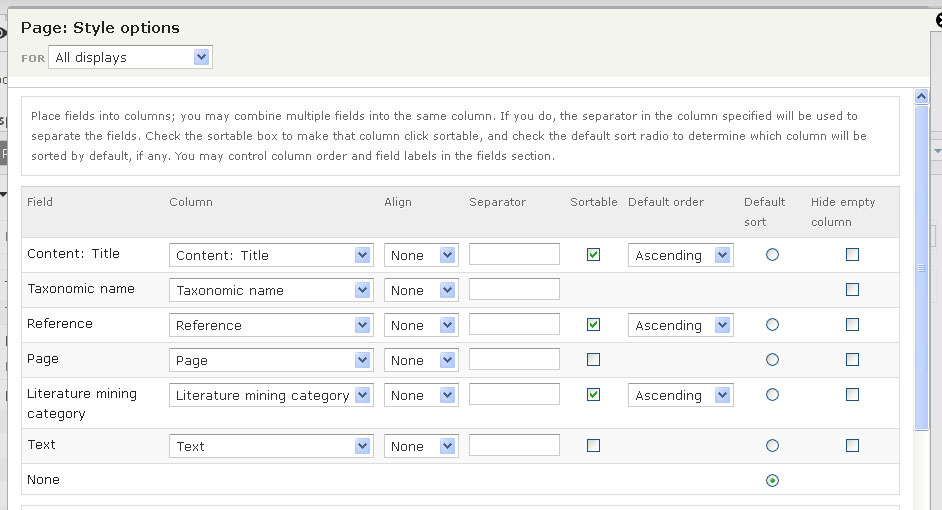 Page: Style options
FOR All displays
Place fields into columns; you may combine multiple fields into the same column. If you do, the separator in the column specified will be used to
separate the fields. Check the sortable box to make that column click sortable, and check the default sort radio to determine which column will be
sorted by default, if any. You may control column order and field labels in the fields section.
Field Column Align Separator Sortable Default order Default sort Hide empty column
Content: Title Content: Title None Ascending
Taxonomic name Taxonomic name None
Reference Reference None Ascending
Page Page None
Literature mining category Literature mining category None Ascending
Text Text None
None